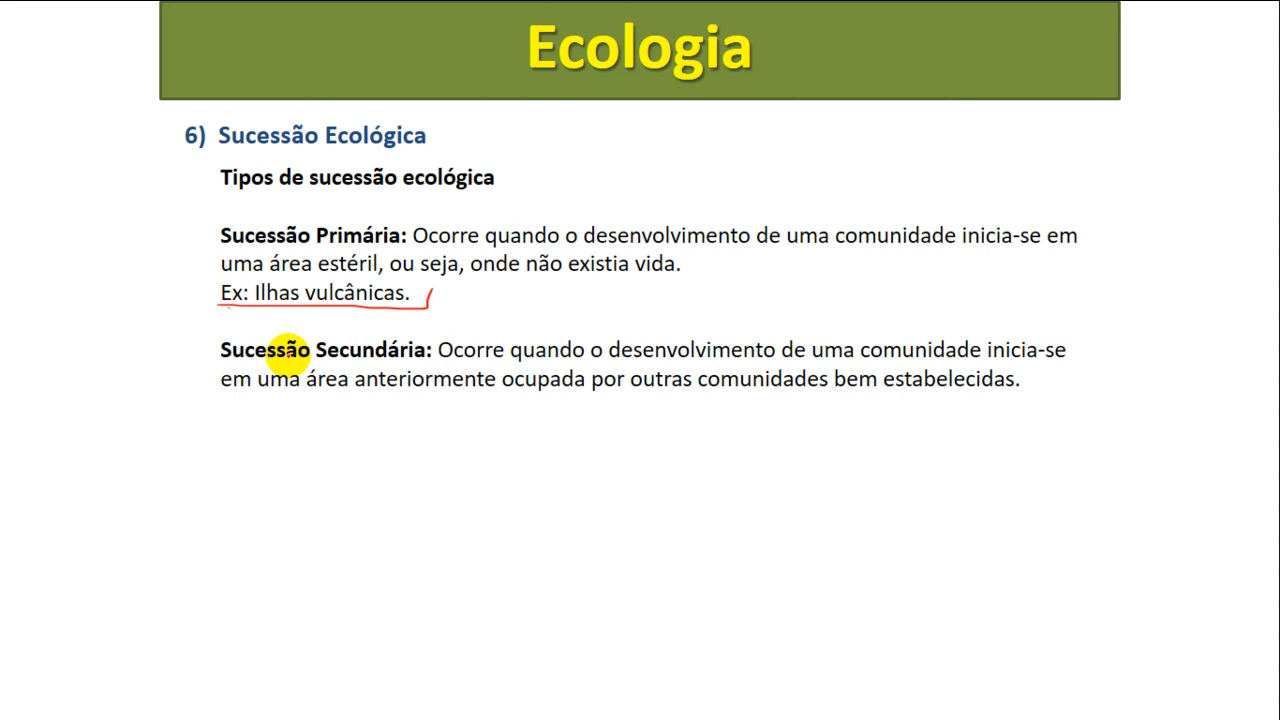 Ecologia
6) Sucessão Ecológica
Tipos de sucessão ecológica
Sucessão Primária: Ocorre quando o desenvolvimento de uma comunidade inicia-se em
uma área estéril, ou seja, onde não existia vida.
Ex: Ilhas vulcânicas.
Sucessão Secundária: Ocorre quando o desenvolvimento de uma comunidade inicia-se
em uma área anteriormente ocupada por outras comunidades bem estabelecidas.